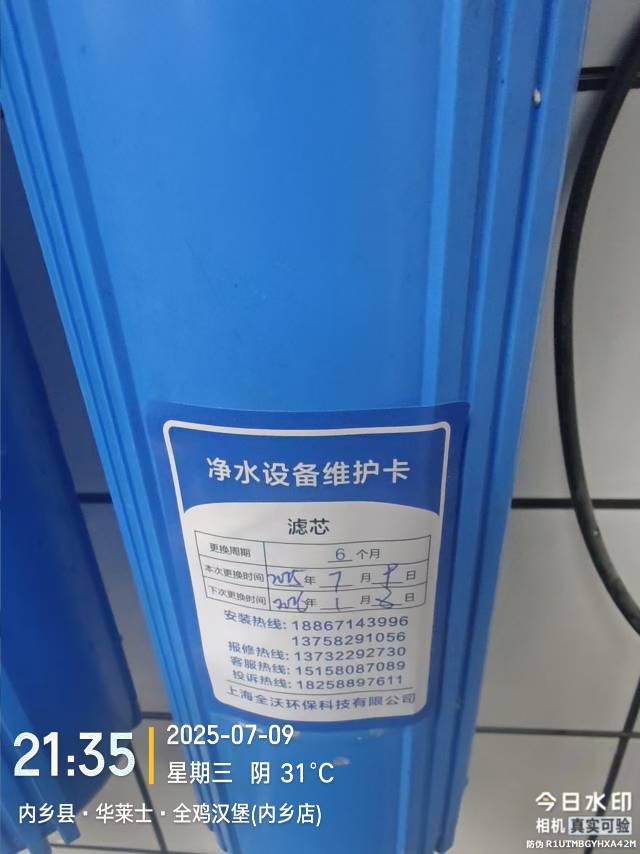 净水设备维护卡
滤芯
更换周期 6 个月
本次更换时间 2025 年 7 月 9 日
下次更换时间 2026 年 1 月 8 日
安装热线: 18867143996
13758291056
报修热线: 13732292730
客服热线: 15158087089
投诉热线: 18258897611
上海全沃环保科技有限公司
21:35
2025-07-09
星期三 阴 31℃
内乡县·华莱士·全鸡汉堡(内乡店)
今日水印
相机 真实可验
防伪 R1UTMBGYHXA42M